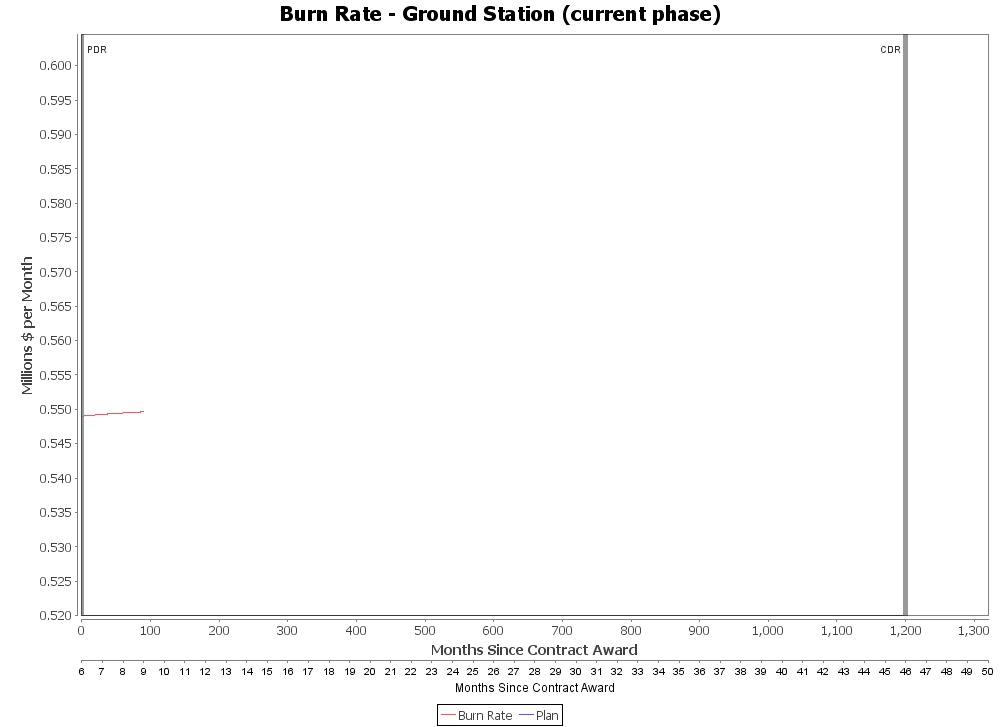 Burn Rate - Ground Station (current phase)
PDR CDR
0.600
0.595
0.590
0.585
0.580
0.575
0.570
0.565
0.560
0.555
0.550
0.545
0.540
0.535
0.530
0.525
0.520
Millions $ per Month
0 100 200 300 400 500 600 700 800 900 1,000 1,100 1,200 1,300
Months Since Contract Award
6 7 8 9 10 11 12 13 14 15 16 17 18 19 20 21 22 23 24 25 26 27 28 29 30 31 32 33 34 35 36 37 38 39 40 41 42 43 44 45 46 47 48 49 50
Months Since Contract Award
Burn Rate Plan